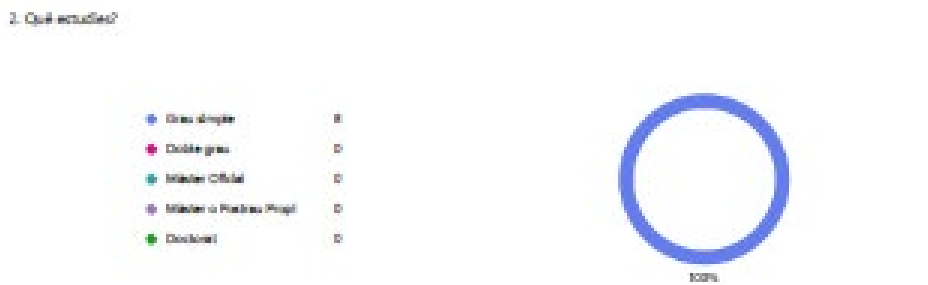 2. Què estudies?
Grau simple 8
Doble grau 0
Màster Oficial 0
Màster o Postgrau Propi 0
Doctorat 0
100%